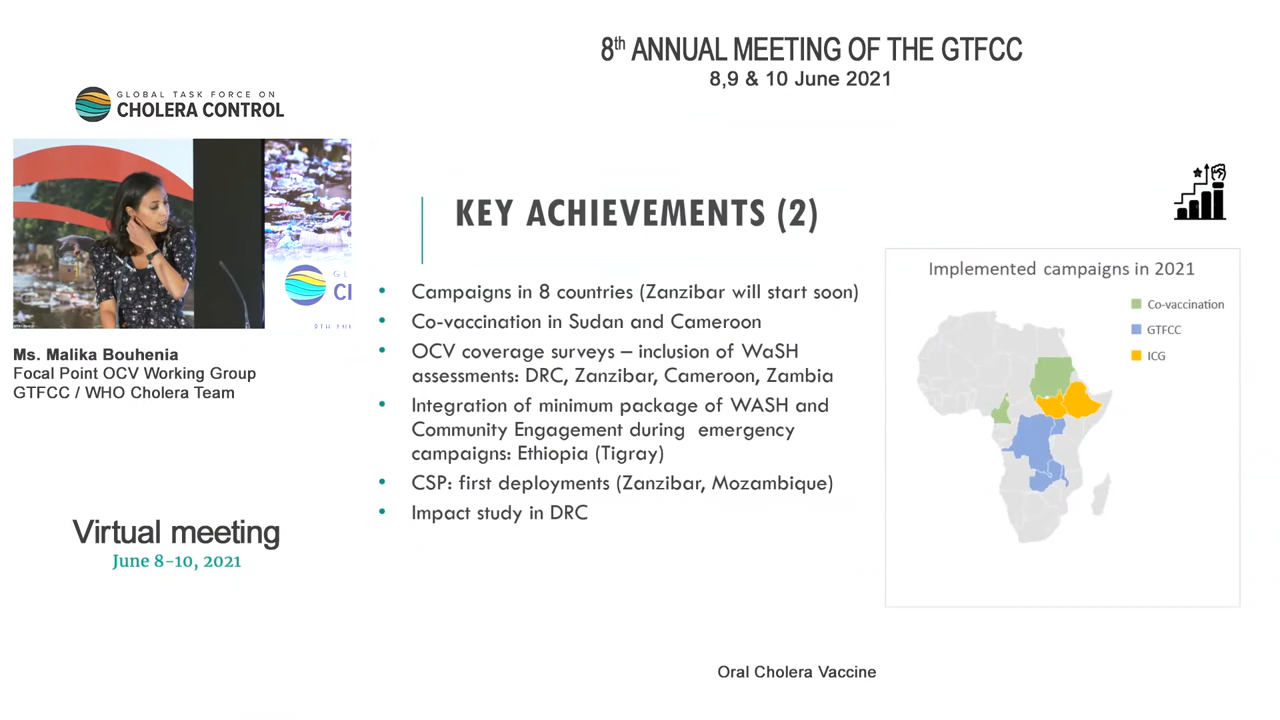 8th ANNUAL MEETING OF THE GTFCC
8,9 & 10 June 2021
GLOBAL TASK FORCE ON
CHOLERA CONTROL
Ms. Malika Bouhenia
Focal Point OCV Working Group
GTFCC / WHO Cholera Team
Virtual meeting
June 8-10, 2021
KEY ACHIEVEMENTS (2)
• Campaigns in 8 countries (Zanzibar will start soon)
• Co-vaccination in Sudan and Cameroon
• OCV coverage surveys – inclusion of WaSH
assessments: DRC, Zanzibar, Cameroon, Zambia
• Integration of minimum package of WASH and
Community Engagement during emergency
campaigns: Ethiopia (Tigray)
• CSP: first deployments (Zanzibar, Mozambique)
• Impact study in DRC
Implemented campaigns in 2021
Co-vaccination
GTFCC
ICG
Oral Cholera Vaccine